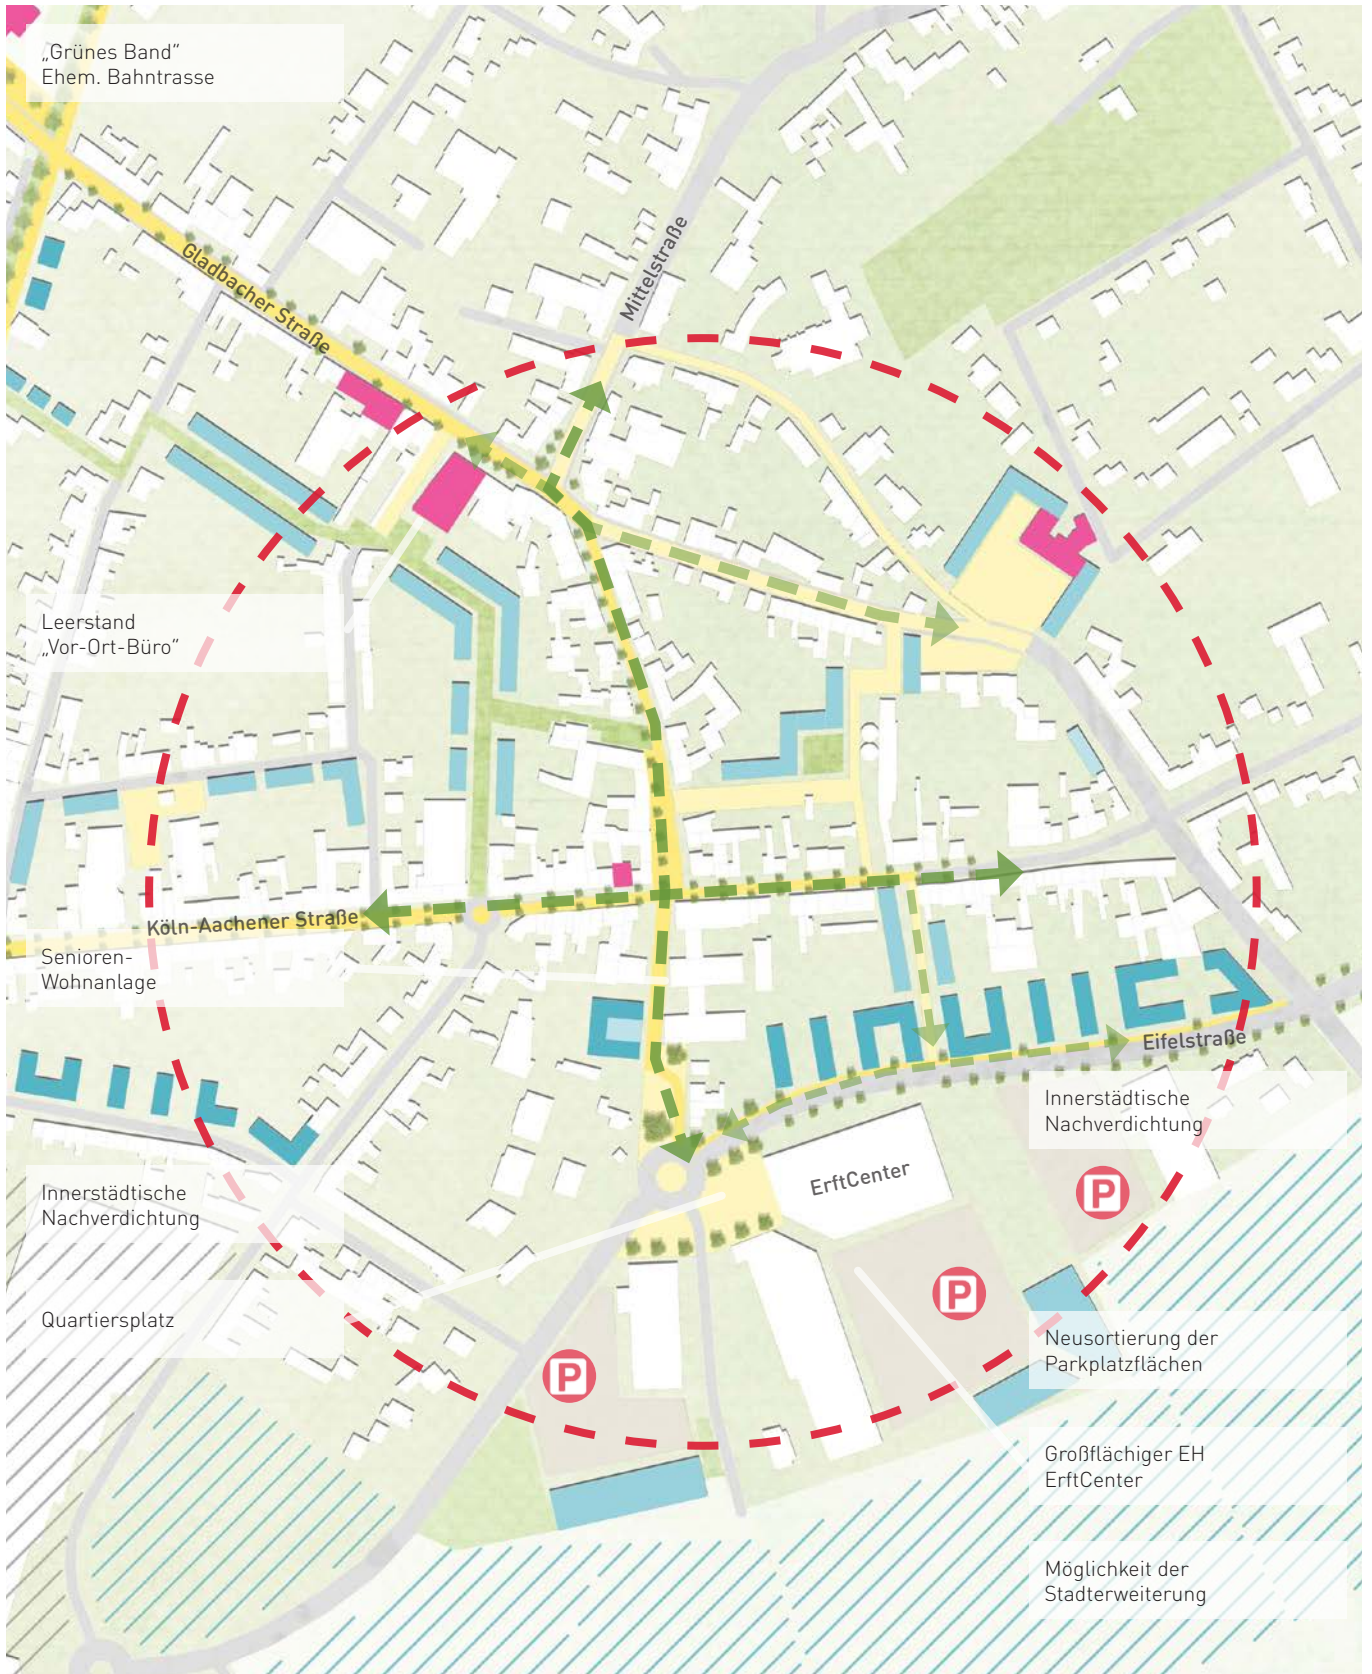 „Grünes Band“
Ehem. Bahntrasse
Mittelstraße
Gladbacher Straße
Leerstand
„Vor-Ort-Büro“
Köln-Aachener Straße
Senioren-
Wohnanlage
Eifelstraße
Innerstädtische
Nachverdichtung
ErftCenter
P
Innerstädtische
Nachverdichtung
P
Quartiersplatz
Neusortierung der
Parkplatzflächen
P
Großflächiger EH
ErftCenter
Möglichkeit der
Stadterweiterung